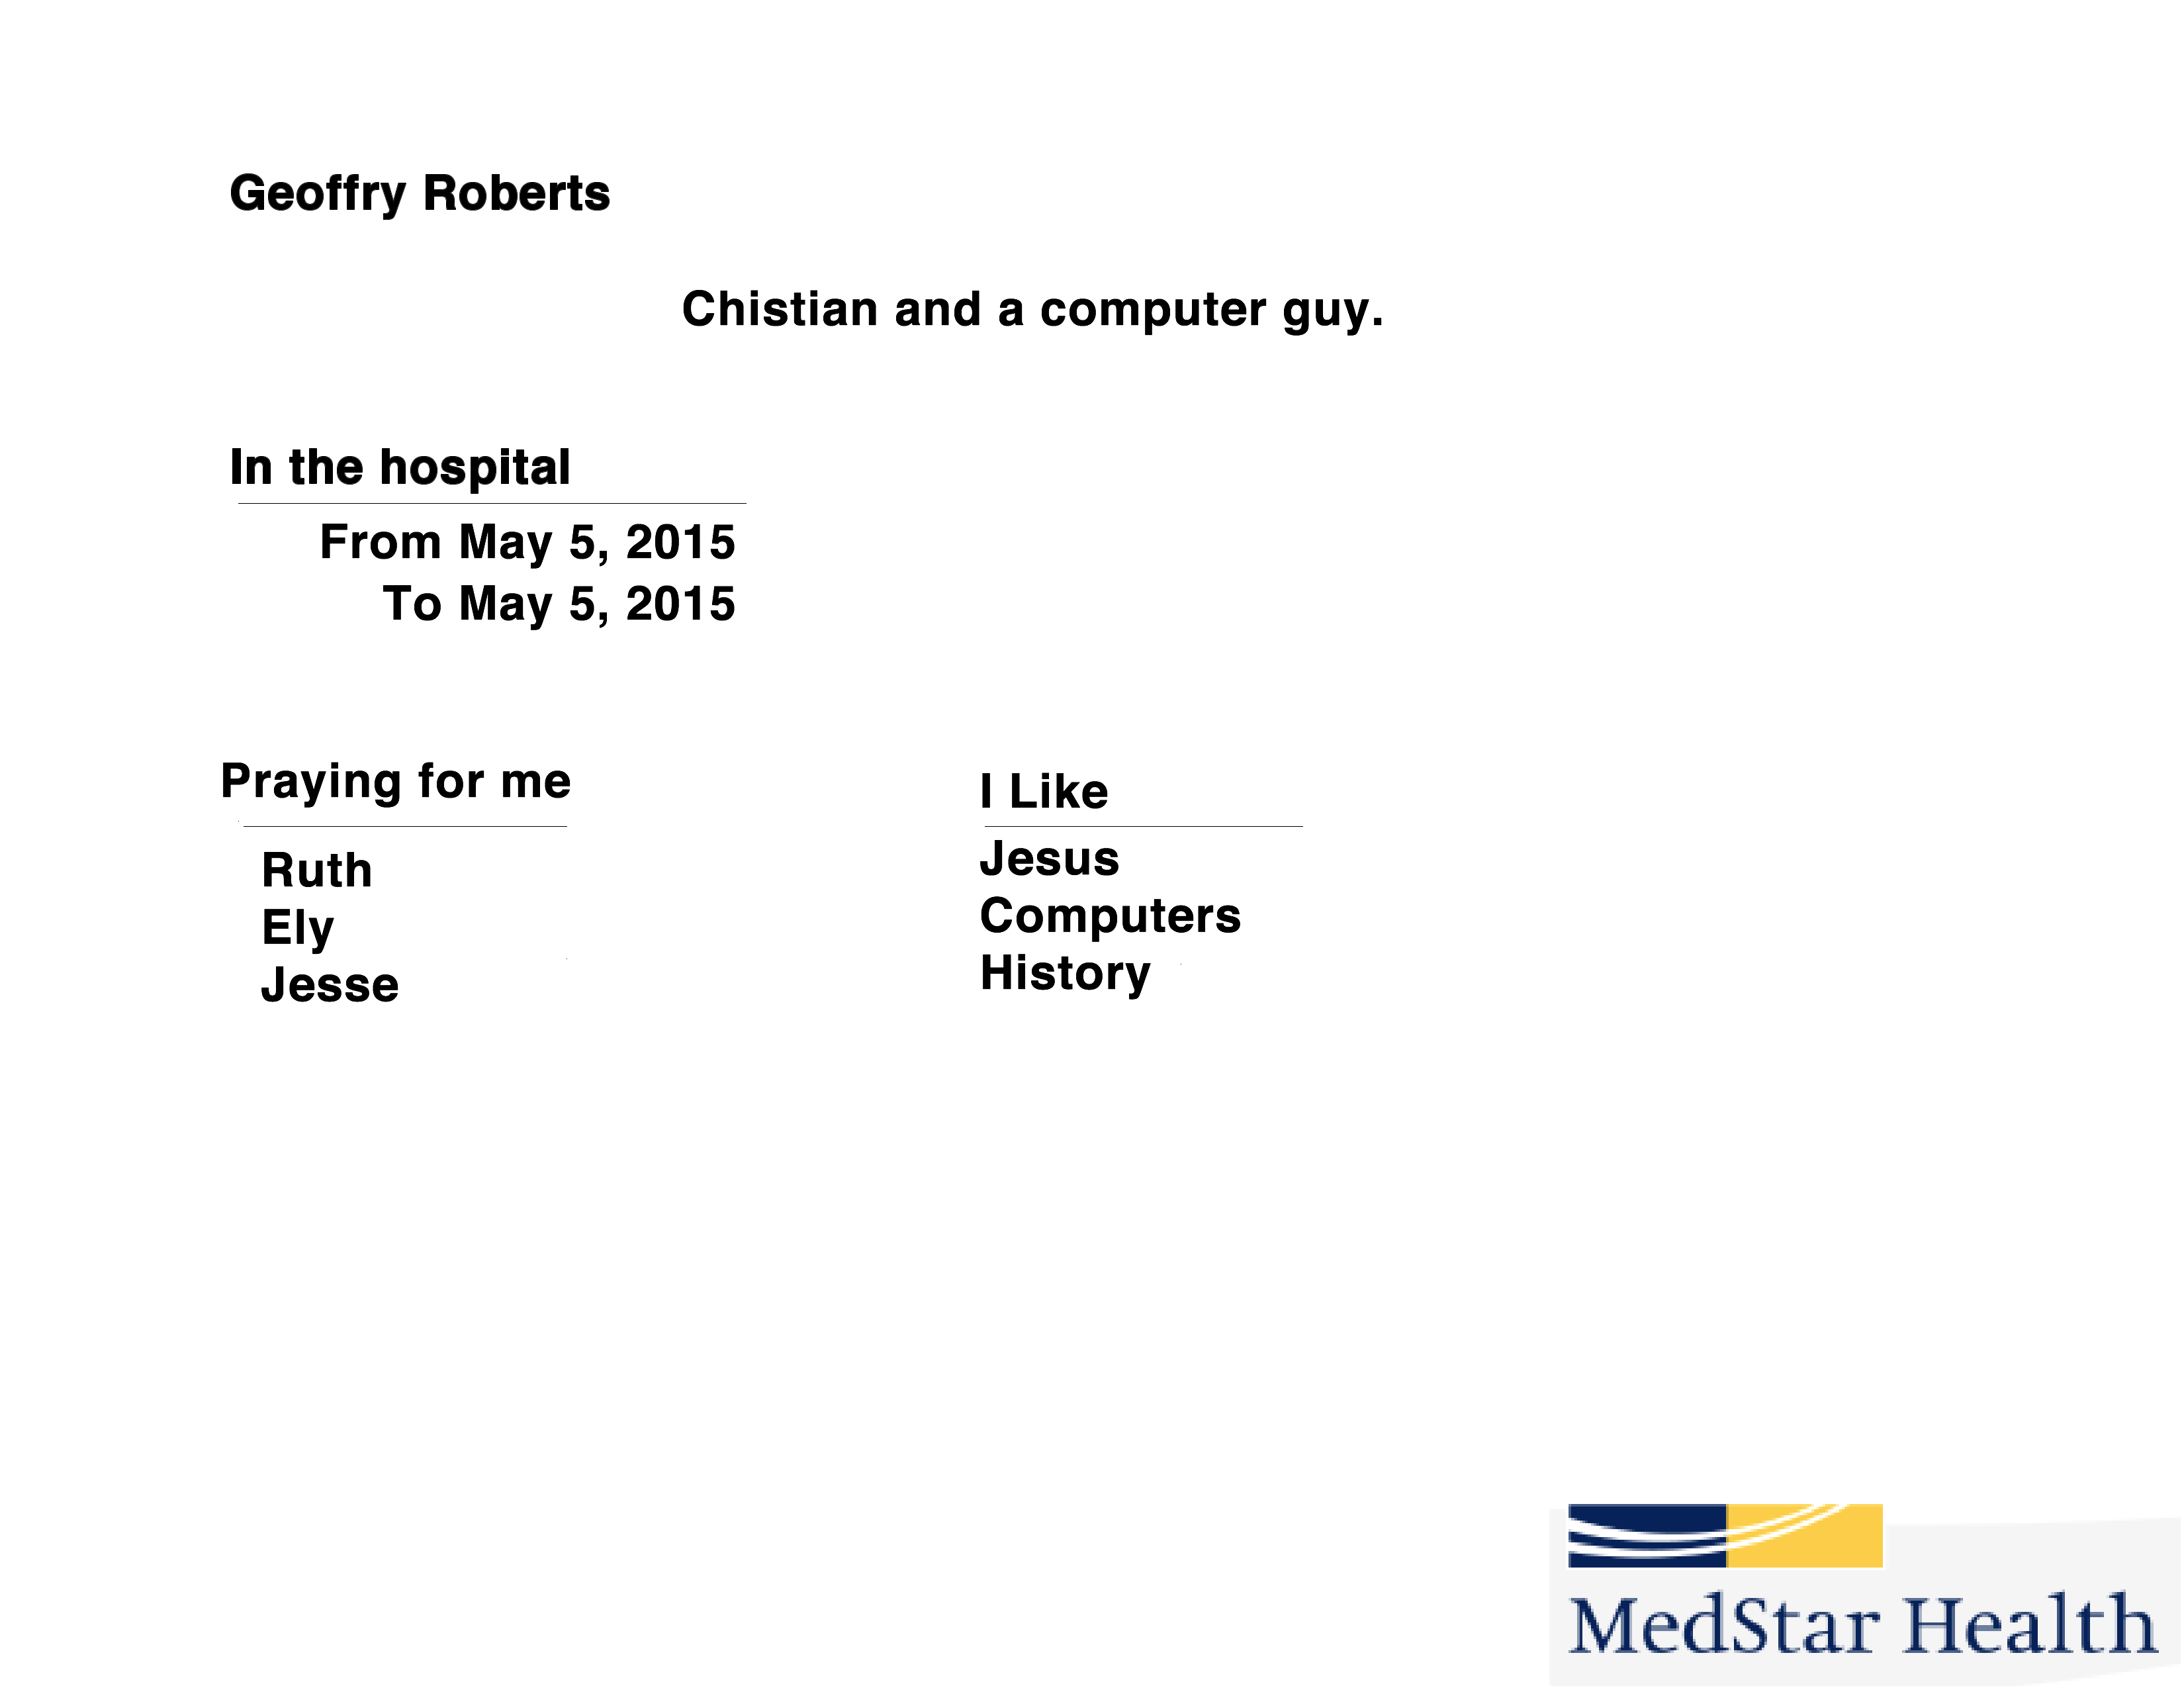 Geoffry Roberts
Chistian and a computer guy.
In the hospital
From May 5, 2015
To May 5, 2015
Praying for me
Ruth
Ely
Jesse
I Like
Jesus
Computers
History
MedStar Health